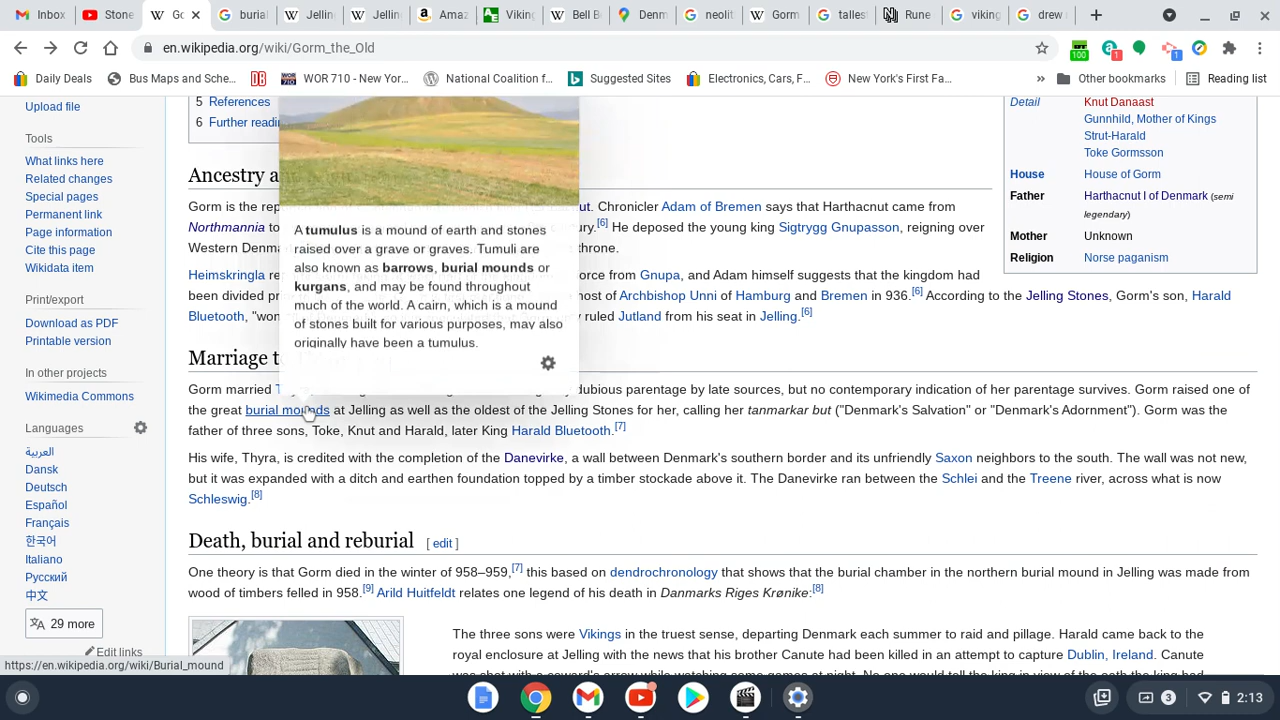 Inbox
Stone
Go
burial
Jellin
Jellin
Amaz
Viking
Bell B
Denm
neolit
Gorm
tallest
Rune
viking
drew
en.wikipedia.org/wiki/Gorm_the_Old
100
1
1
Daily Deals
Bus Maps and Sche...
WOR 710 - New Yor...
National Coalition f...
Suggested Sites
Electronics, Cars, F...
New York's First Fa...
»
Other bookmarks
Reading list
Upload file
Tools
What links here
Related changes
Special pages
Permanent link
Page information
Cite this page
Wikidata item
Print/export
Download as PDF
Printable version
In other projects
Wikimedia Commons
Languages
العربية
Dansk
Deutsch
Español
Français
한국어
Italiano
Русский
中文
29 more
Edit links
5 References
6 Further readin
Detail
Knut Danaast
Gunnhild, Mother of Kings
Strut-Harald
Toke Gormsson
House House of Gorm
Father Harthacnut I of Denmark (semi
legendary)
Mother Unknown
Religion Norse paganism
A tumulus is a mound of earth and stones
raised over a grave or graves. Tumuli are
also known as barrows, burial mounds or
kurgans, and may be found throughout
much of the world. A cairn, which is a mound
of stones built for various purposes, may also
originally have been a tumulus.
Ancestry a
Gorm is the rep ut. Chronicler Adam of Bremen says that Harthacnut came from
Northmannia to tury.[6] He deposed the young king Sigtrygg Gnupasson, reigning over
Western Denm throne.
Heimskringla re orce from Gnupa, and Adam himself suggests that the kingdom had
been divided pr ost of Archbishop Unni of Hamburg and Bremen in 936.[6] According to the Jelling Stones, Gorm's son, Harald
Bluetooth, "won y ruled Jutland from his seat in Jelling.[6]
Marriage t
Gorm married T y dubious parentage by late sources, but no contemporary indication of her parentage survives. Gorm raised one of
the great burial mounds at Jelling as well as the oldest of the Jelling Stones for her, calling her tanmarkar but ("Denmark's Salvation" or "Denmark's Adornment"). Gorm was the
father of three sons, Toke, Knut and Harald, later King Harald Bluetooth.[7]
His wife, Thyra, is credited with the completion of the Danevirke, a wall between Denmark's southern border and its unfriendly Saxon neighbors to the south. The wall was not new,
but it was expanded with a ditch and earthen foundation topped by a timber stockade above it. The Danevirke ran between the Schlei and the Treene river, across what is now
Schleswig.[8]
Death, burial and reburial [ edit ]
One theory is that Gorm died in the winter of 958–959,[7] this based on dendrochronology that shows that the burial chamber in the northern burial mound in Jelling was made from
wood of timbers felled in 958.[9] Arild Huitfeldt relates one legend of his death in Danmarks Riges Krønike:[8]
The three sons were Vikings in the truest sense, departing Denmark each summer to raid and pillage. Harald came back to the
royal enclosure at Jelling with the news that his brother Canute had been killed in an attempt to capture Dublin, Ireland. Canute
https://en.wikipedia.org/wiki/Burial_mound
3
2:13